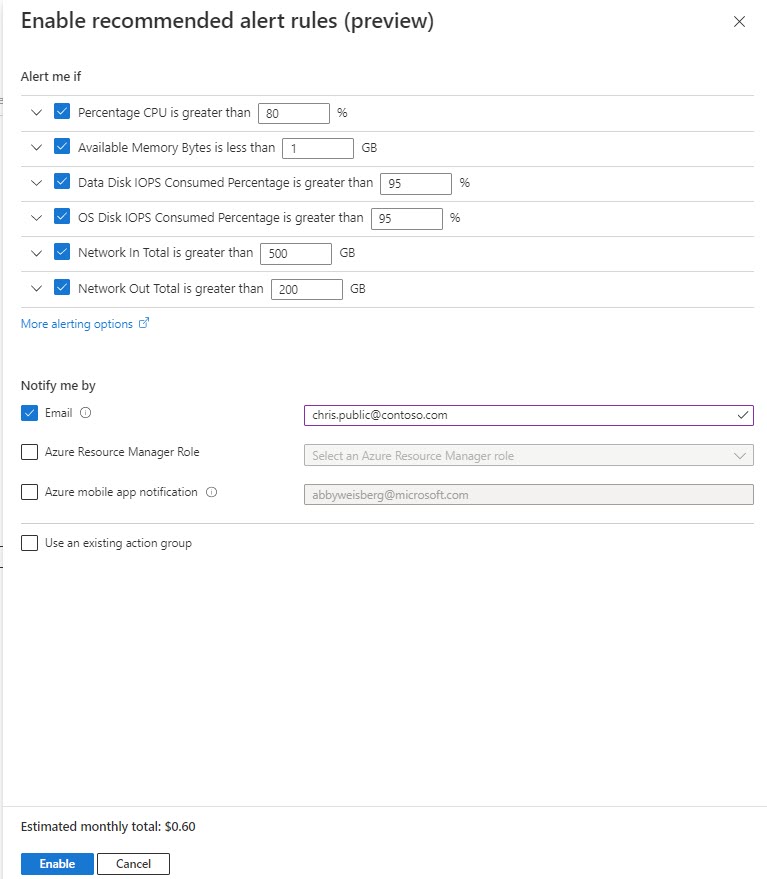 Enable recommended alert rules (preview)
Alert me if
Percentage CPU is greater than 80 %
Available Memory Bytes is less than 1 GB
Data Disk IOPS Consumed Percentage is greater than 95 %
OS Disk IOPS Consumed Percentage is greater than 95 %
Network In Total is greater than 500 GB
Network Out Total is greater than 200 GB
More alerting options
Notify me by
Email chris.public@contoso.com
Azure Resource Manager Role Select an Azure Resource Manager role
Azure mobile app notification abbyweisberg@microsoft.com
Use an existing action group
Estimated monthly total: $0.60
Enable Cancel